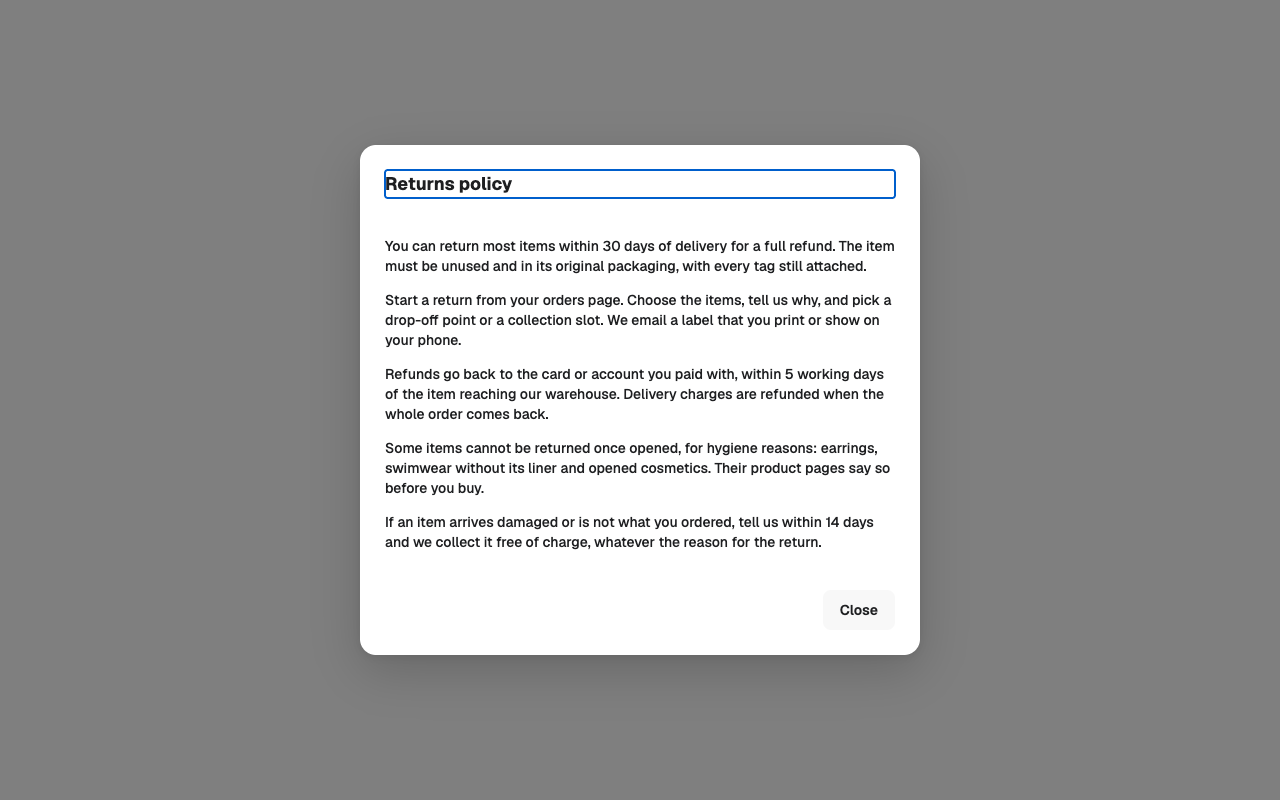 Returns policy
You can return most items within 30 days of delivery for a full refund. The item
must be unused and in its original packaging, with every tag still attached.
Start a return from your orders page. Choose the items, tell us why, and pick a
drop-off point or a collection slot. We email a label that you print or show on
your phone.
Refunds go back to the card or account you paid with, within 5 working days
of the item reaching our warehouse. Delivery charges are refunded when the
whole order comes back.
Some items cannot be returned once opened, for hygiene reasons: earrings,
swimwear without its liner and opened cosmetics. Their product pages say so
before you buy.
If an item arrives damaged or is not what you ordered, tell us within 14 days
and we collect it free of charge, whatever the reason for the return.
Close